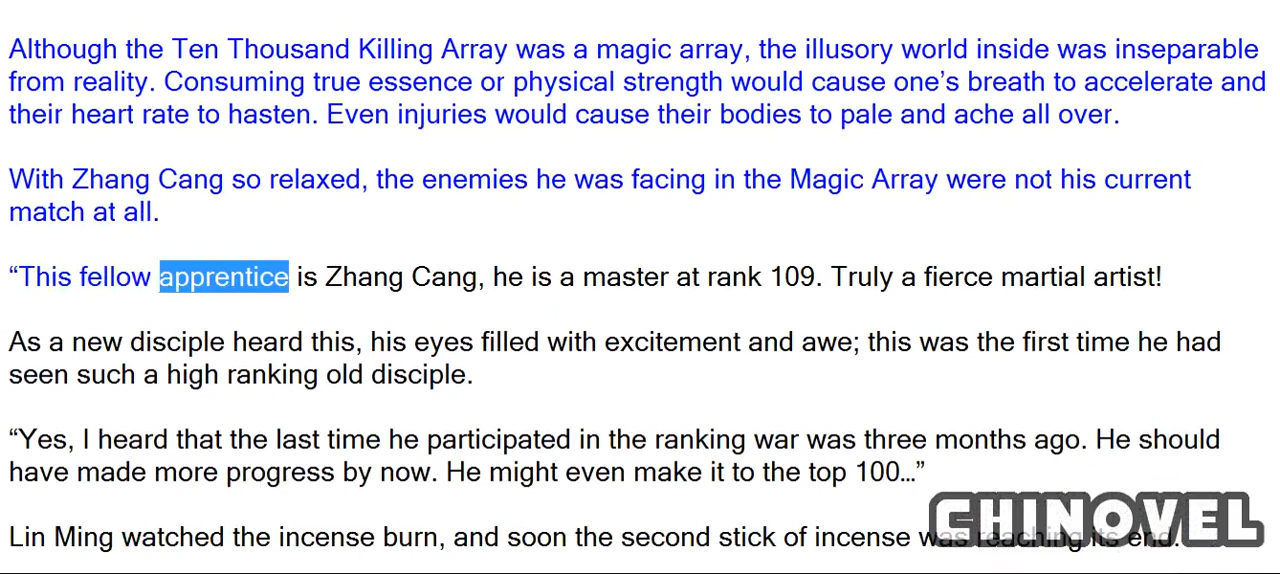 Although the Ten Thousand Killing Array was a magic array, the illusory world inside was inseparable
from reality. Consuming true essence or physical strength would cause one’s breath to accelerate and
their heart rate to hasten. Even injuries would cause their bodies to pale and ache all over.
With Zhang Cang so relaxed, the enemies he was facing in the Magic Array were not his current
match at all.
“This fellow apprentice is Zhang Cang, he is a master at rank 109. Truly a fierce martial artist!
As a new disciple heard this, his eyes filled with excitement and awe; this was the first time he had
seen such a high ranking old disciple.
“Yes, I heard that the last time he participated in the ranking war was three months ago. He should
have made more progress by now. He might even make it to the top 100…”
Lin Ming watched the incense burn, and soon the second stick of incense was reaching its end.
CHINOVEL